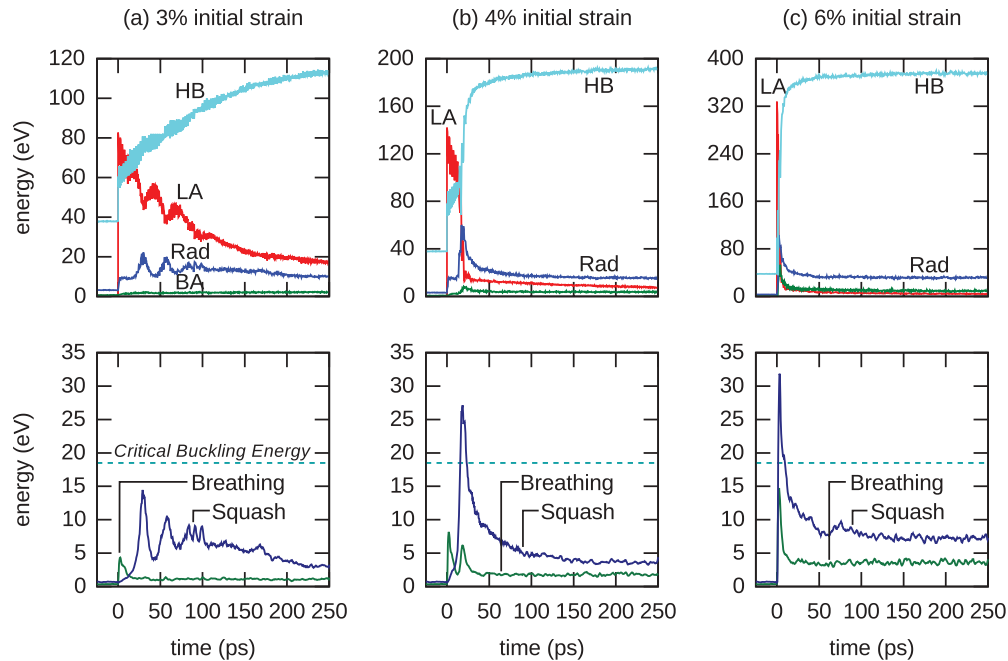 (a) 3% initial strain (b) 4% initial strain (c) 6% initial strain
120
100
80
60
40
20
0
energy (eV)
HB
LA
Rad
BA
200
160
120
80
40
0
LA
HB
Rad
400
320
240
160
80
0
LA
HB
Rad
35
30
25
20
15
10
5
0
energy (eV)
Critical Buckling Energy
Breathing
Squash
0 50 100 150 200 250
time (ps)
35
30
25
20
15
10
5
0
Breathing
Squash
0 50 100 150 200 250
time (ps)
35
30
25
20
15
10
5
0
Breathing
Squash
0 50 100 150 200 250
time (ps)